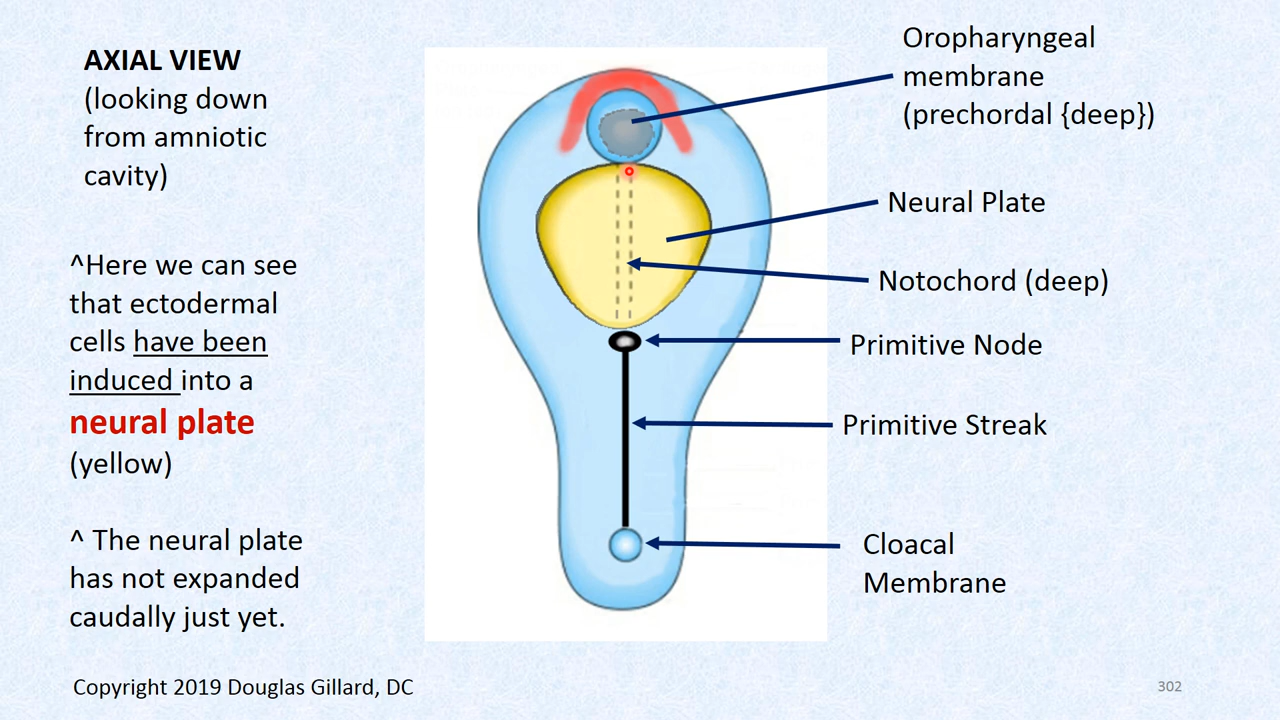 AXIAL VIEW
(looking down
from amniotic
cavity)
^Here we can see
that ectodermal
cells have been
induced into a
neural plate
(yellow)
^ The neural plate
has not expanded
caudally just yet.
Oropharyngeal
membrane
(prechordal {deep})
Neural Plate
Notochord (deep)
Primitive Node
Primitive Streak
Cloacal
Membrane
Copyright 2019 Douglas Gillard, DC
302